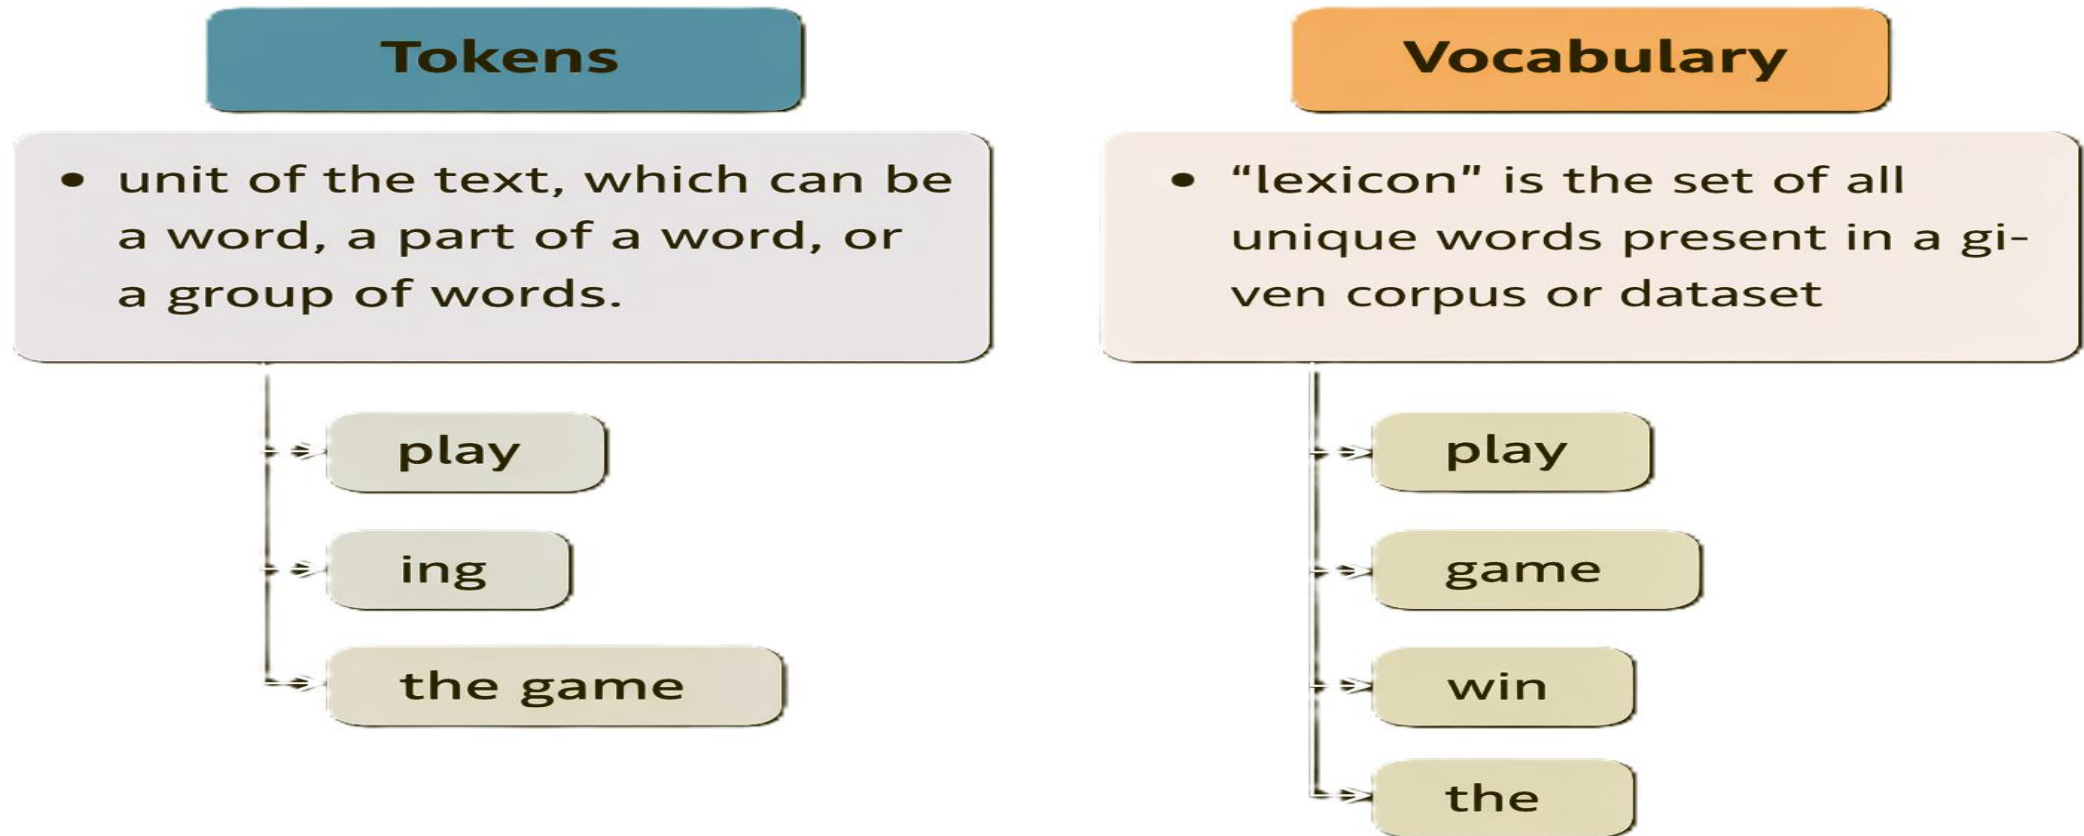 Tokens
• unit of the text, which can be
a word, a part of a word, or
a group of words.
play
ing
the game
Vocabulary
• “lexicon” is the set of all
unique words present in a gi-
ven corpus or dataset
play
game
win
the